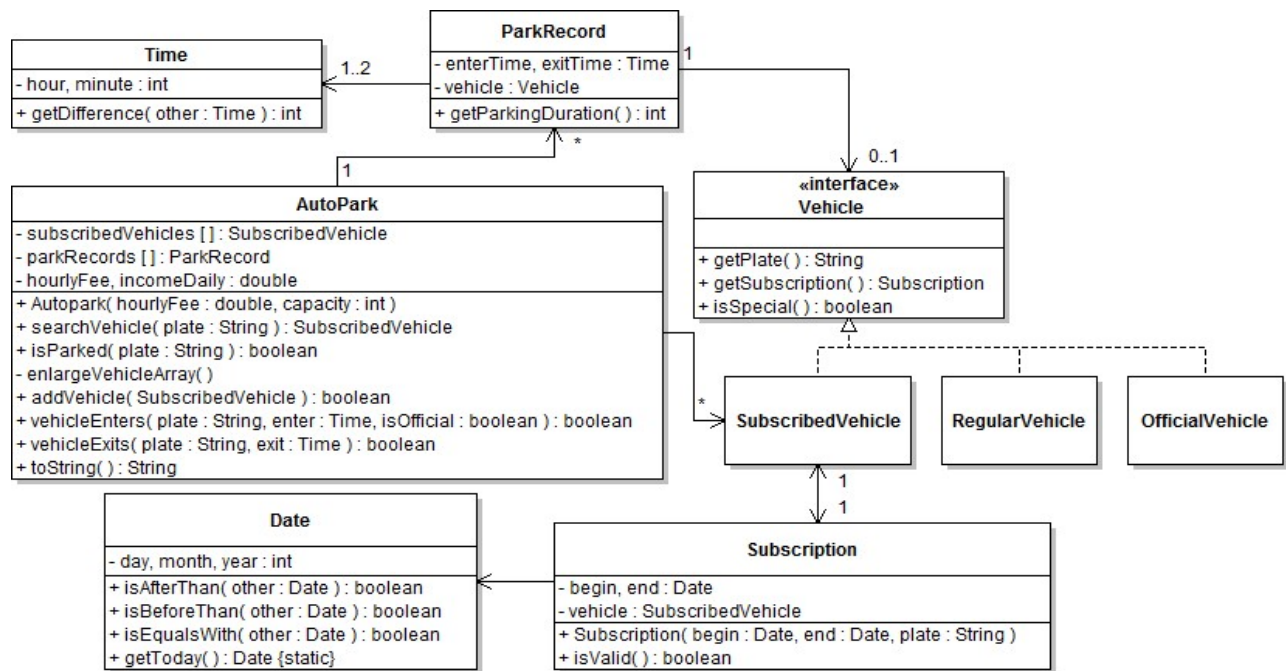 Time
- hour, minute : int
+ getDifference( other : Time ) : int
1..2
ParkRecord
- enterTime, exitTime : Time
- vehicle : Vehicle
+ getParkingDuration( ) : int
1
*
1
0..1
AutoPark
- subscribedVehicles [ ] : SubscribedVehicle
- parkRecords [ ] : ParkRecord
- hourlyFee, incomeDaily : double
+ Autopark( hourlyFee : double, capacity : int )
+ searchVehicle( plate : String ) : SubscribedVehicle
+ isParked( plate : String ) : boolean
- enlargeVehicleArray( )
+ addVehicle( SubscribedVehicle ) : boolean
+ vehicleEnters( plate : String, enter : Time, isOfficial : boolean ) : boolean
+ vehicleExits( plate : String, exit : Time ) : boolean
+ toString( ) : String
«interface»
Vehicle
+ getPlate( ) : String
+ getSubscription( ) : Subscription
+ isSpecial( ) : boolean
*
SubscribedVehicle
RegularVehicle
OfficialVehicle
1
1
Date
- day, month, year : int
+ isAfterThan( other : Date ) : boolean
+ isBeforeThan( other : Date ) : boolean
+ isEqualsWith( other : Date ) : boolean
+ getToday( ) : Date {static}
Subscription
- begin, end : Date
- vehicle : SubscribedVehicle
+ Subscription( begin : Date, end : Date, plate : String )
+ isValid( ) : boolean